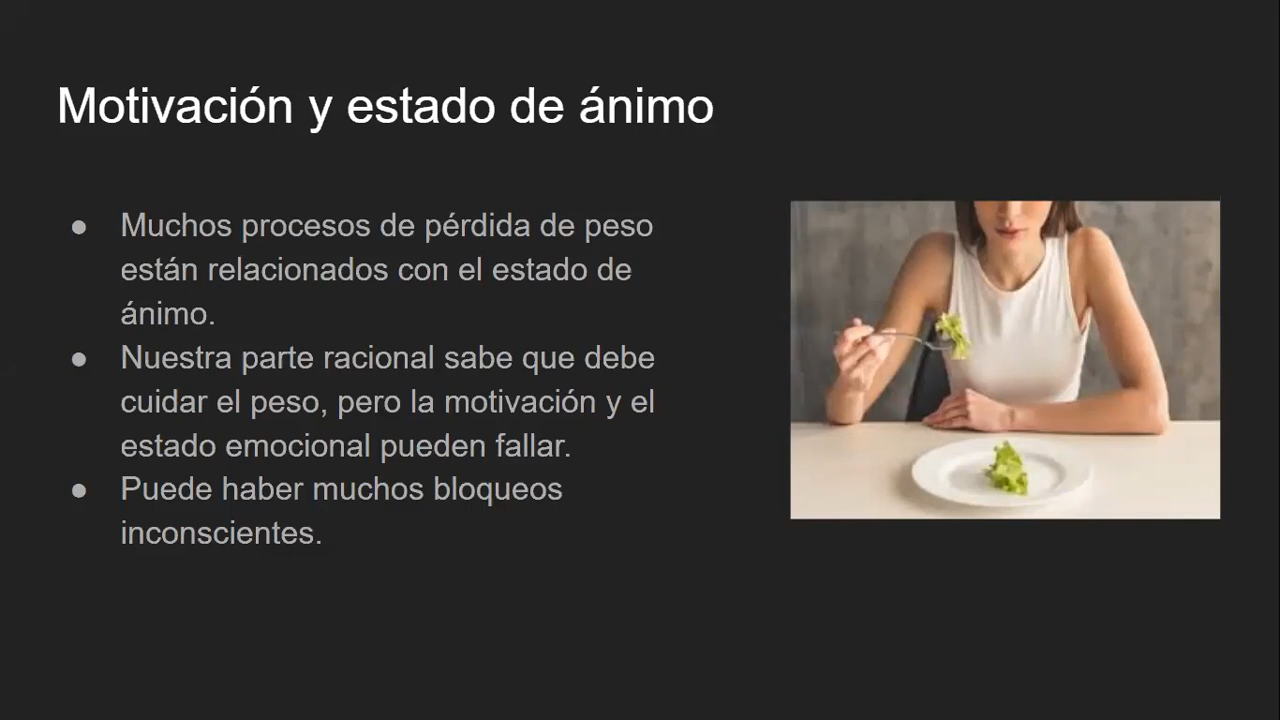 Motivación y estado de ánimo
● Muchos procesos de pérdida de peso
están relacionados con el estado de
ánimo.
● Nuestra parte racional sabe que debe
cuidar el peso, pero la motivación y el
estado emocional pueden fallar.
● Puede haber muchos bloqueos
inconscientes.